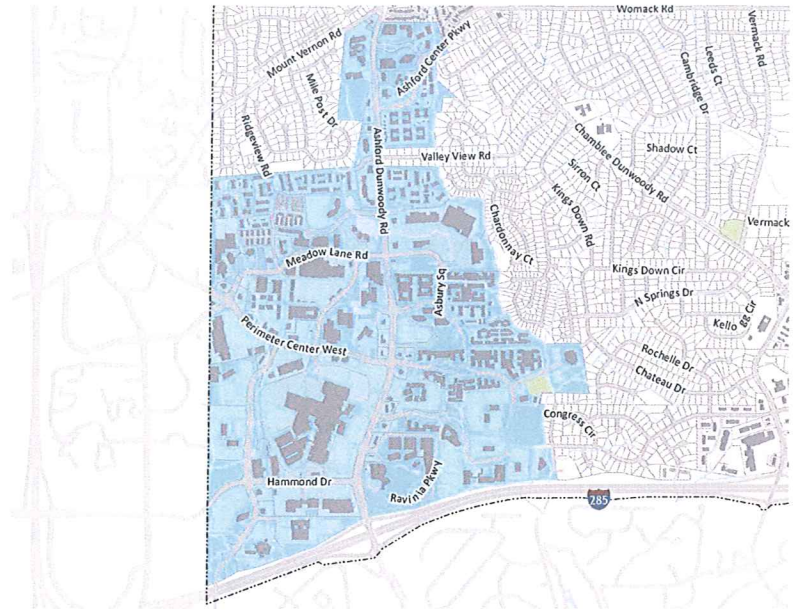 Womack Rd
Vermack Rd
Mount Vernon Rd
Ashford Center Pkwy
Leeds Ct
Cambridge Dr
Mile Post Dr
Ridgeview Rd
Ashford Dunwoody Rd
Valley View Rd
Chamblee Dunwoody Rd
Shadow Ct
Sirron Ct
Kings Down Rd
Chardonnay Ct
Vermack
Meadow Lane Rd
Asbury Sq
Kings Down Cir
N Springs Dr
Kello gg Cir
Perimeter Center West
Rochelle Dr
Chateau Dr
Congress Cir
Hammond Dr
Ravinia Pkwy
285